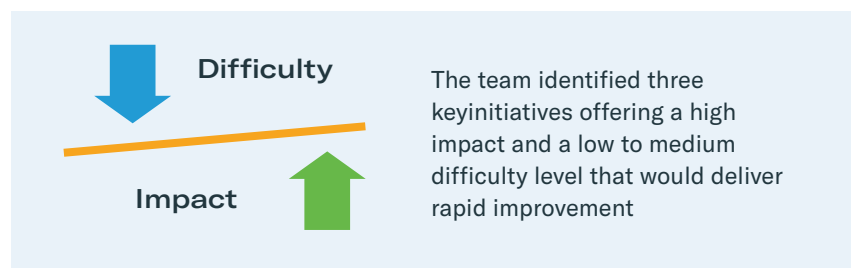 Difficulty
Impact
The team identified three
keyinitiatives offering a high
impact and a low to medium
difficulty level that would deliver
rapid improvement